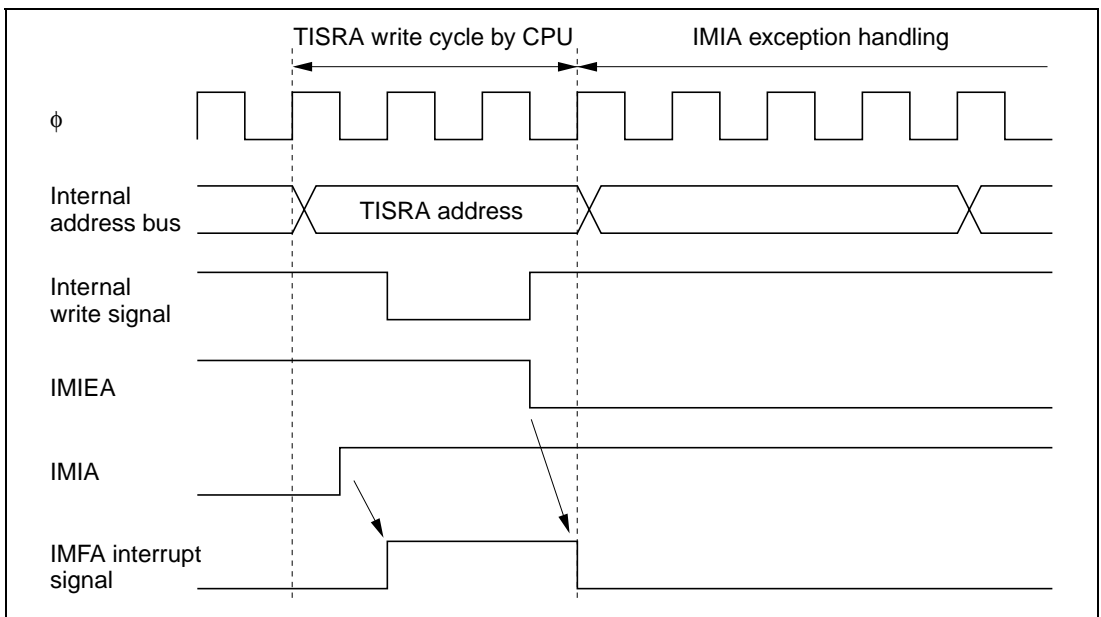 TISRA write cycle by CPU
IMIA exception handling
ϕ
Internal
address bus
TISRA address
Internal
write signal
IMIEA
IMIA
IMFA interrupt
signal